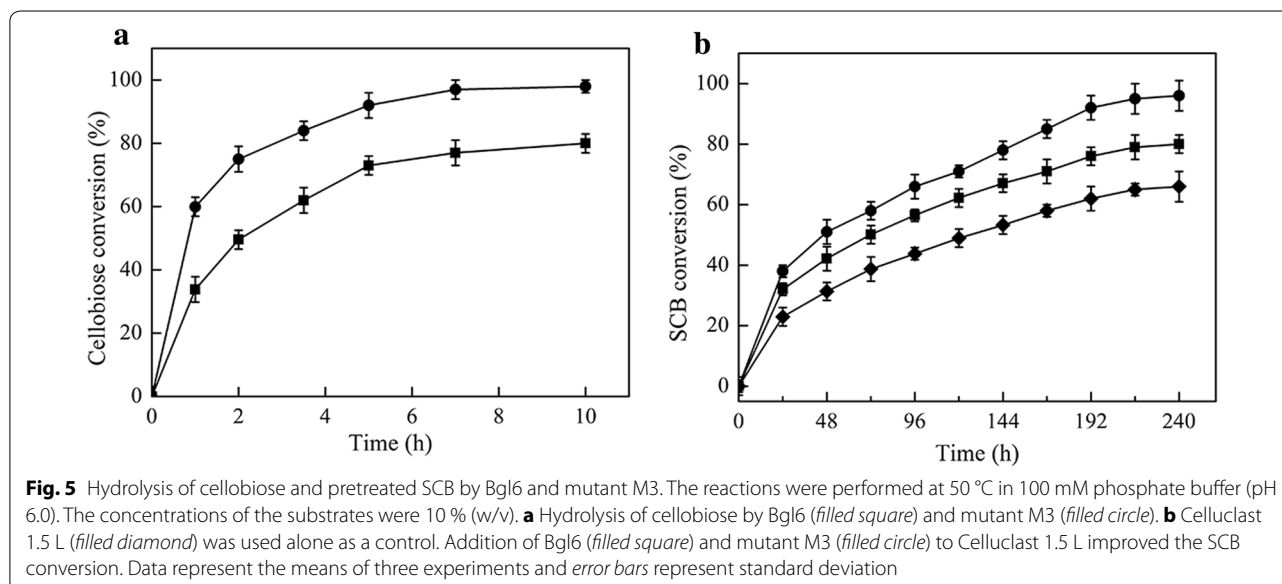 a
Cellobiose conversion (%)
100
80
60
40
20
0
0 2 4 6 8 10
Time (h)
b
SCB conversion (%)
100
80
60
40
20
0
0 48 96 144 192 240
Time (h)
Fig. 5 Hydrolysis of cellobiose and pretreated SCB by Bgl6 and mutant M3. The reactions were performed at 50 °C in 100 mM phosphate buffer (pH
6.0). The concentrations of the substrates were 10 % (w/v). a Hydrolysis of cellobiose by Bgl6 (filled square) and mutant M3 (filled circle). b Celluclast
1.5 L (filled diamond) was used alone as a control. Addition of Bgl6 (filled square) and mutant M3 (filled circle) to Celluclast 1.5 L improved the SCB
conversion. Data represent the means of three experiments and error bars represent standard deviation